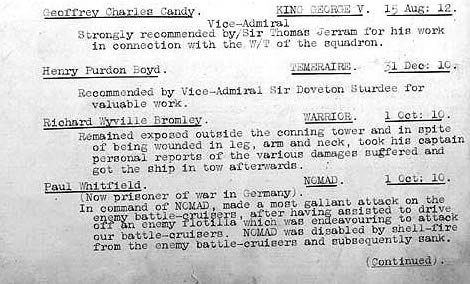 Geoffrey Charles Candy. KING GEORGE V. 15 Aug: 12.
Vice-Admiral
Strongly recommended by/Sir Thomas Jerram for his work
in connection with the W/T of the squadron.
Henry Purdon Boyd. TEMERAIRE. 31 Dec: 10.
Recommended by Vice-Admiral Sir Doveton Sturdee for
valuable work.
Richard Wyville Bromley. WARRIOR. 1 Oct: 10.
Remained exposed outside the conning tower and in spite
of being wounded in leg, arm and neck, took his captain
personal reports of the various damages suffered and
got the ship in tow afterwards.
Paul Whitfield. NOMAD. 1 Oct: 10.
(Now prisoner of war in Germany).
In command of NOMAD, made a most gallant attack on the
enemy battle-cruisers, after having assisted to drive
off an enemy flotilla which was endeavouring to attack
our battle-cruisers. NOMAD was disabled by shell-fire
from the enemy battle-cruisers and subsequently sank.
(Continued).